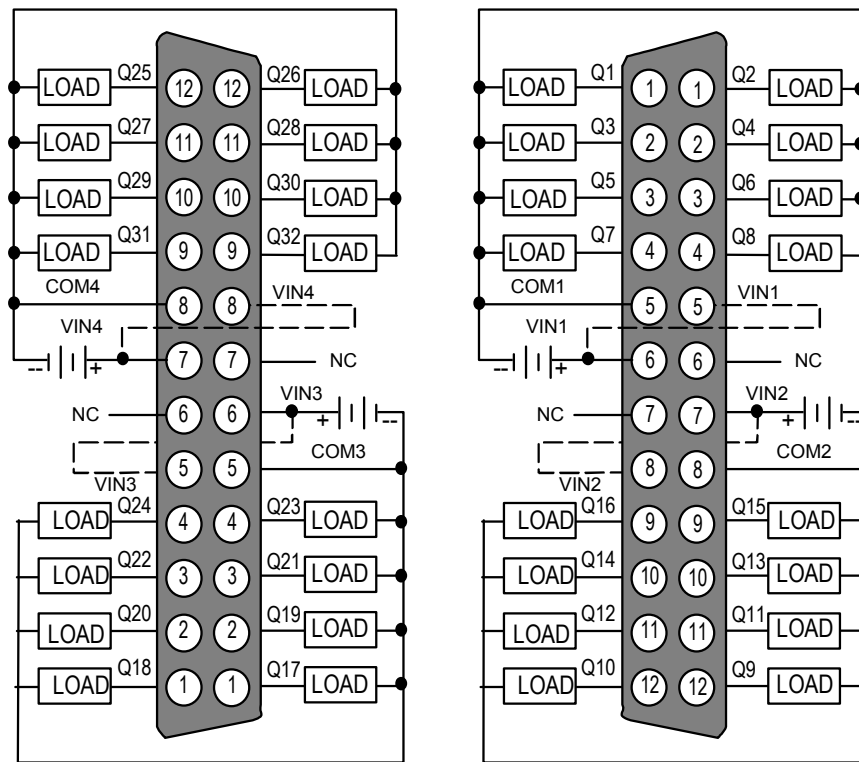 LOAD Q25 12 12 Q26 LOAD
LOAD Q27 11 11 Q28 LOAD
LOAD Q29 10 10 Q30 LOAD
LOAD Q31 9 9 Q32 LOAD
COM4 8 8 VIN4
VIN4
-- + 7 7 NC
VIN3
NC 6 6 + --
COM3
5 5
VIN3
LOAD Q24 4 4 Q23 LOAD
LOAD Q22 3 3 Q21 LOAD
LOAD Q20 2 2 Q19 LOAD
LOAD Q18 1 1 Q17 LOAD
LOAD Q1 1 1 Q2 LOAD
LOAD Q3 2 2 Q4 LOAD
LOAD Q5 3 3 Q6 LOAD
LOAD Q7 4 4 Q8 LOAD
COM1 5 5 VIN1
VIN1
-- + 6 6 NC
VIN2
NC 7 7 + --
COM2
8 8
VIN2
LOAD Q16 9 9 Q15 LOAD
LOAD Q14 10 10 Q13 LOAD
LOAD Q12 11 11 Q11 LOAD
LOAD Q10 12 12 Q9 LOAD